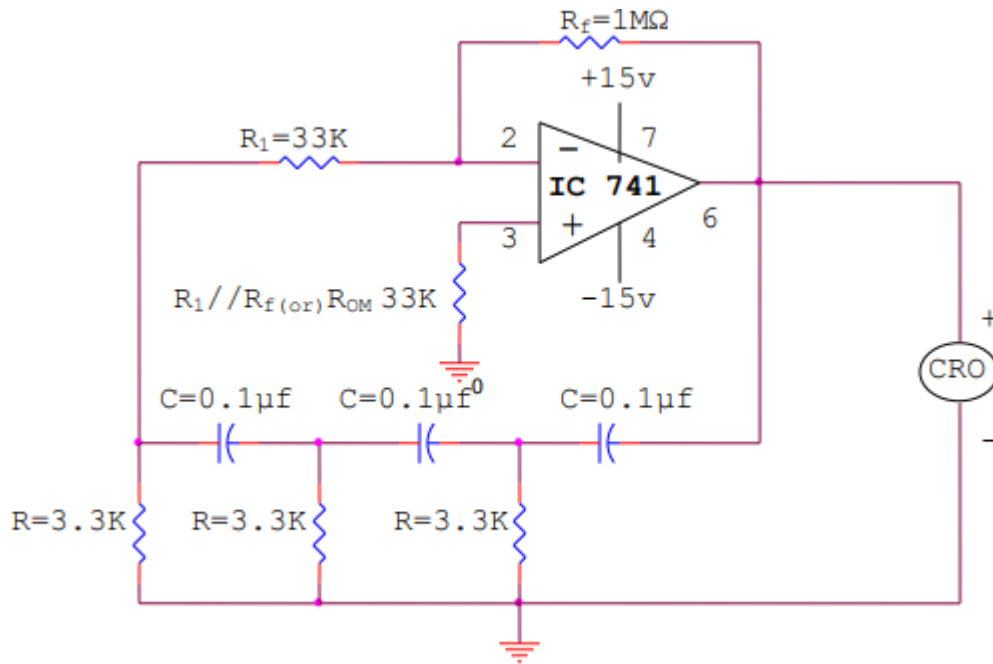 Rf=1MΩ
+15v
R1=33K
2
7
-
IC 741
+
3
4
6
R1//Rf(or)ROM 33K
-15v
+
CRO
-
0
C=0.1µf
C=0.1µf
C=0.1µf
R=3.3K
R=3.3K
R=3.3K